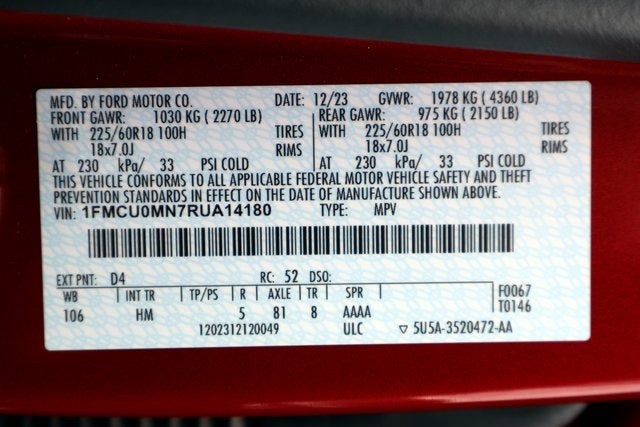 MFD. BY FORD MOTOR CO. DATE: 12/23 GVWR: 1978 KG ( 4360 LB)
FRONT GAWR: 1030 KG ( 2270 LB) REAR GAWR: 975 KG ( 2150 LB)
WITH 225/60R18 100H TIRES WITH 225/60R18 100H TIRES
18x7.0J RIMS 18x7.0J RIMS
AT 230 kPa/ 33 PSI COLD AT 230 kPa/ 33 PSI COLD
THIS VEHICLE CONFORMS TO ALL APPLICABLE FEDERAL MOTOR VEHICLE SAFETY AND THEFT
PREVENTION STANDARDS IN EFFECT ON THE DATE OF MANUFACTURE SHOWN ABOVE.
VIN: 1FMCU0MN7RUA14180 TYPE: MPV
EXT PNT: D4 RC: 52 DSO:
WB INT TR TP/PS R AXLE TR SPR F0067
106 HM 5 81 8 AAAA T0146
1202312120049 ULC ▽ 5U5A-3520472-AA